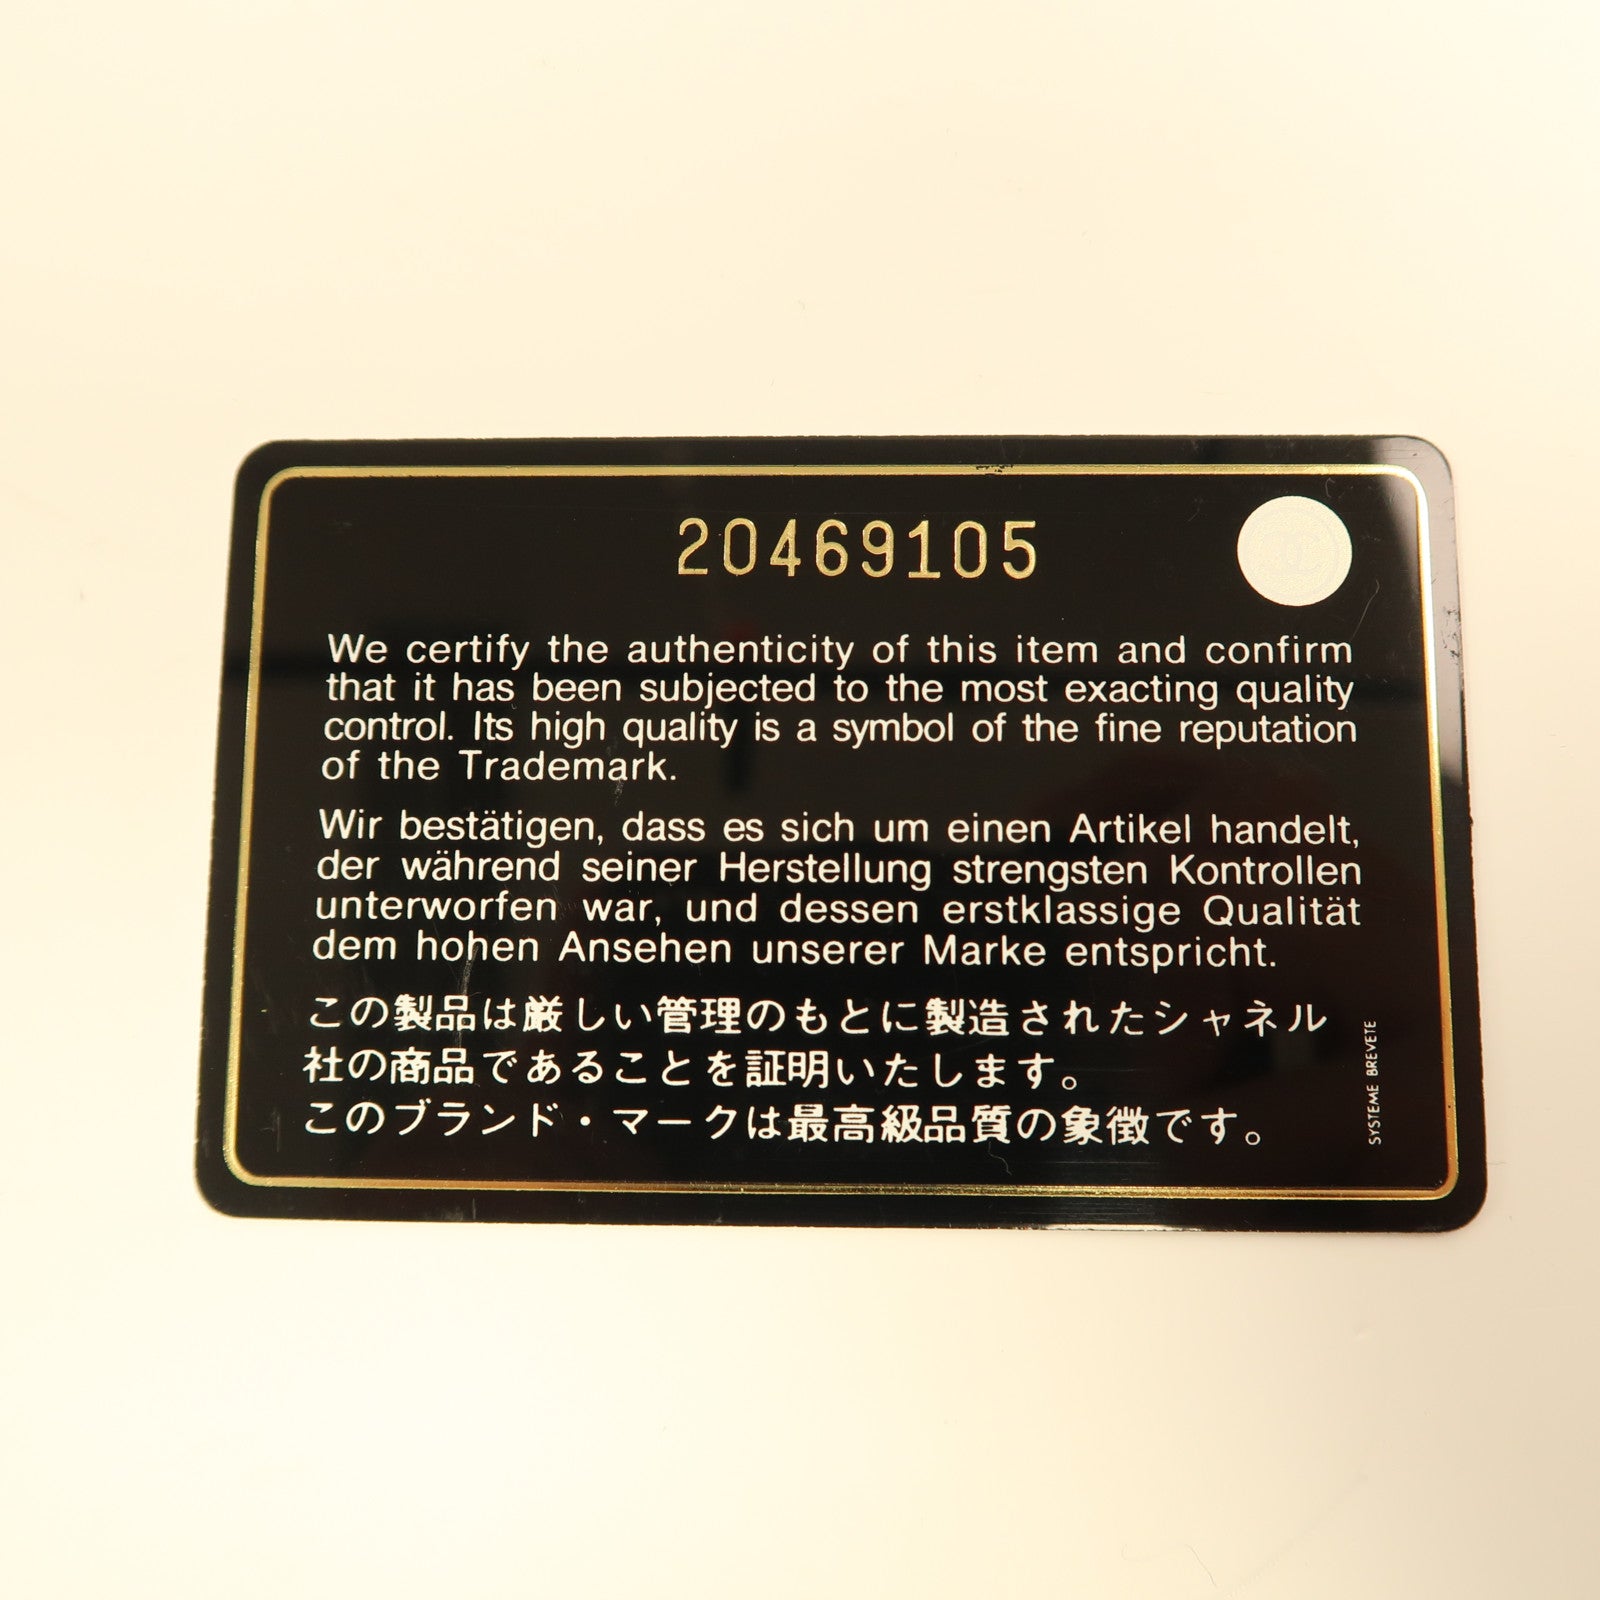 20469105
We certify the authenticity of this item and confirm
that it has been subjected to the most exacting quality
control. Its high quality is a symbol of the fine reputation
of the Trademark.
Wir bestätigen, dass es sich um einen Artikel handelt,
der während seiner Herstellung strengsten Kontrollen
unterworfen war, und dessen erstklassige Qualität
dem hohen Ansehen unserer Marke entspricht.
この製品は厳しい管理のもとに製造されたシャネル
社の商品であることを証明いたします。
このブランド・マークは最高級品質の象徴です。
SYSTEME BREVETE